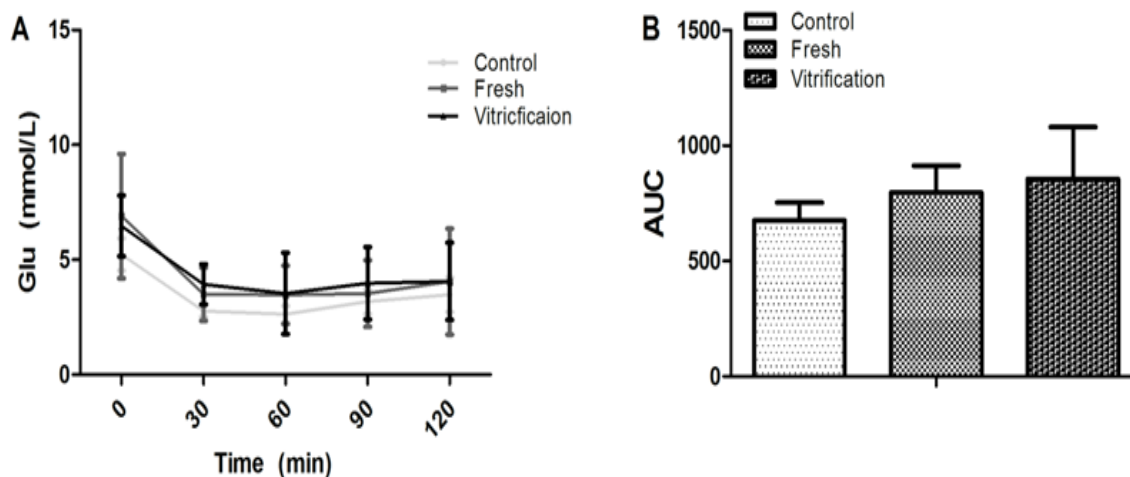 A
15
10
5
0
Glu (mmol/L)
Control
Fresh
Vitricficaion
0
30
60
90
120
Time (min)
B
1500
1000
500
0
AUC
Control
Fresh
Vitrification